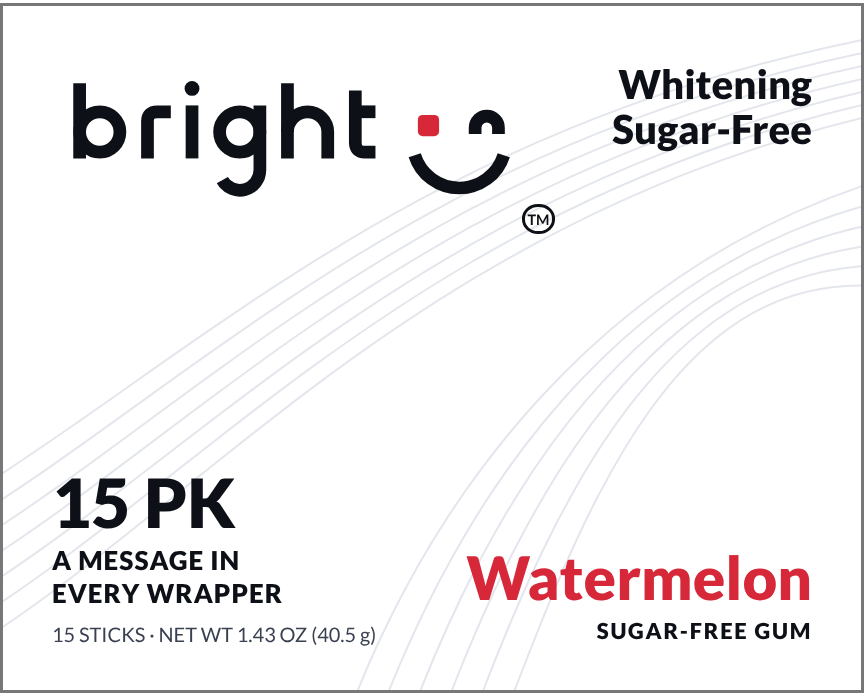 bright
TM
Whitening
Sugar-Free
15 PK
A MESSAGE IN
EVERY WRAPPER
15 STICKS · NET WT 1.43 OZ (40.5 g)
Watermelon
SUGAR-FREE GUM